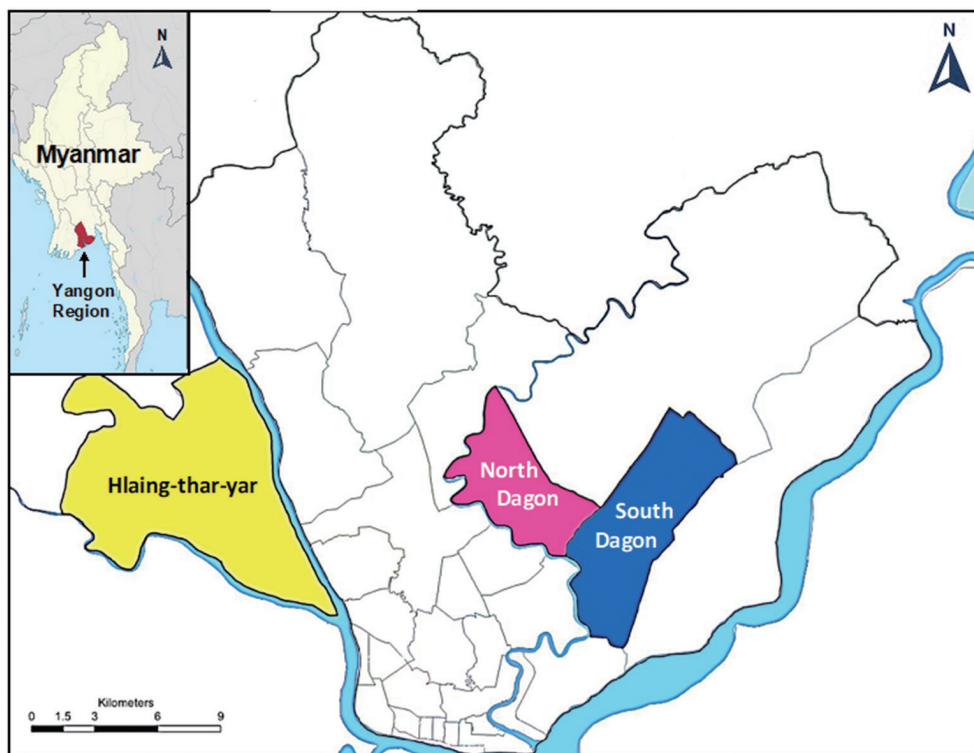 N
Myanmar
Yangon
Region
N
Hlaing-thar-yar
North
Dagon
South
Dagon
Kilometers
0 1.5 3 6 9